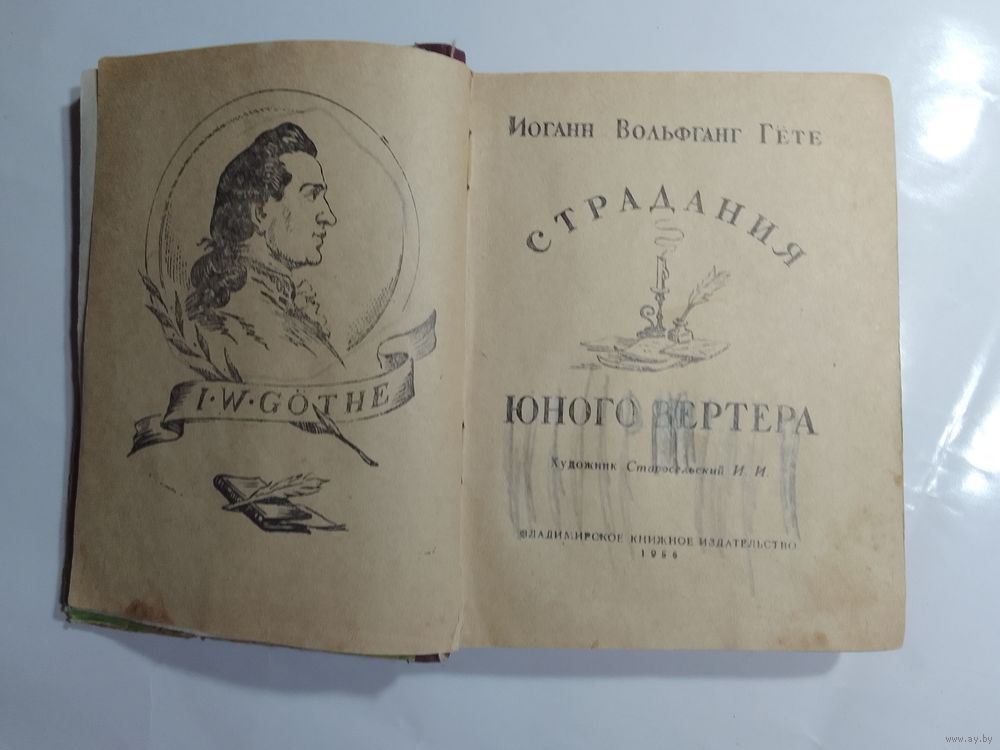 I·W·GÖTHE
ИОГАНН ВОЛЬФГАНГ ГЁТЕ
СТРАДАНИЯ
ЮНОГО ВЕРТЕРА
Художник Старосельский И. И.
ВЛАДИМИРСКОЕ КНИЖНОЕ ИЗДАТЕЛЬСТВО
1956
www.ay.by